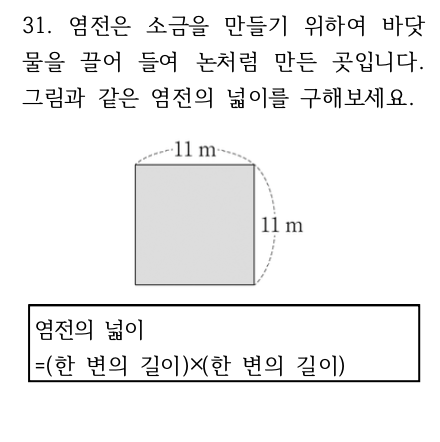 31. 염전은 소금을 만들기 위하여 바닷
물을 끌어 들여 논처럼 만든 곳입니다.
그림과 같은 염전의 넓이를 구해보세요.
11 m
11 m
염전의 넓이
=(한 변의 길이)×(한 변의 길이)